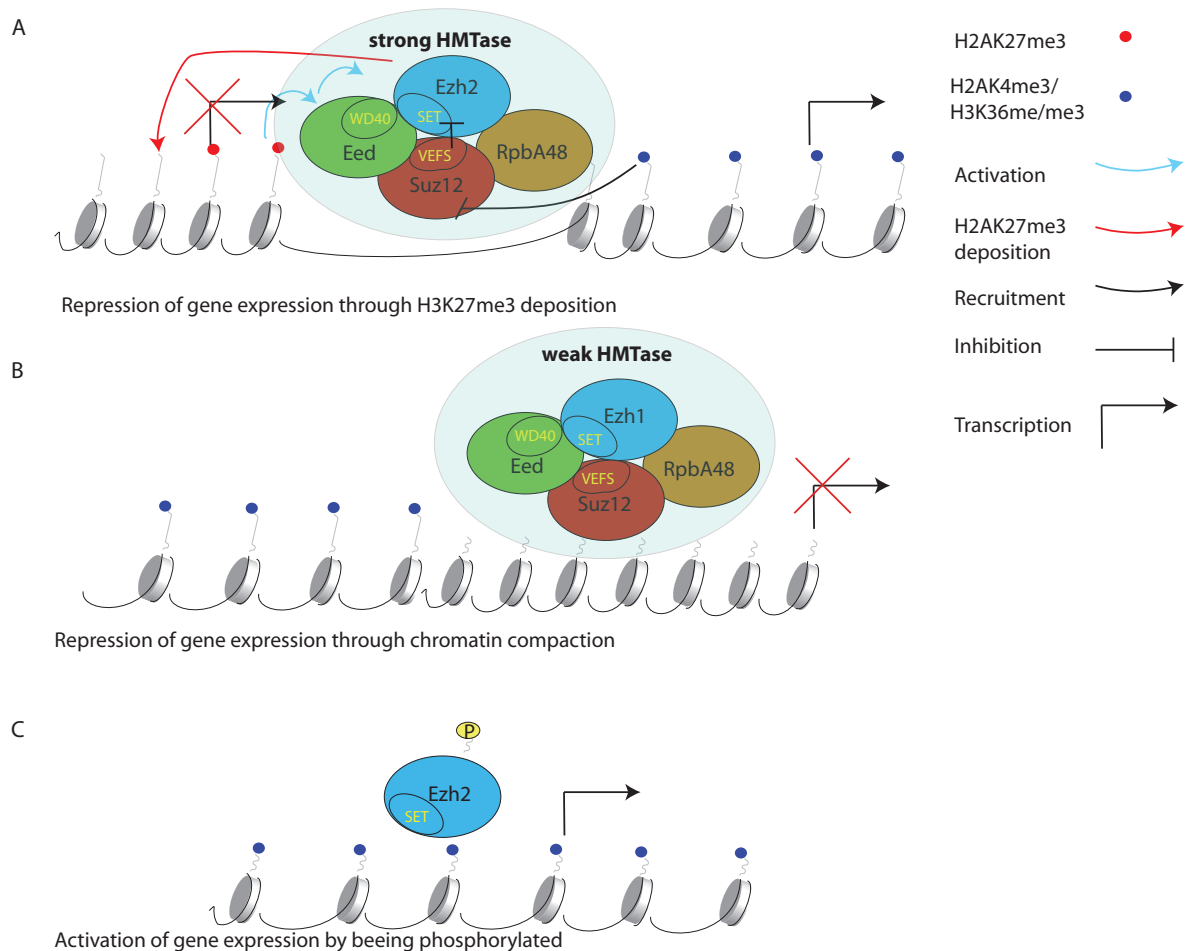 A
strong HMTase
Ezh2
WD40
SET
Eed
VEFS
RpbA48
Suz12
Repression of gene expression through H3K27me3 deposition
H2AK27me3
H2AK4me3/
H3K36me/me3
Activation
H2AK27me3
deposition
Recruitment
Inhibition
Transcription
B
weak HMTase
Ezh1
WD40
SET
Eed
VEFS
RpbA48
Suz12
Repression of gene expression through chromatin compaction
C
P
Ezh2
SET
Activation of gene expression by beeing phosphorylated